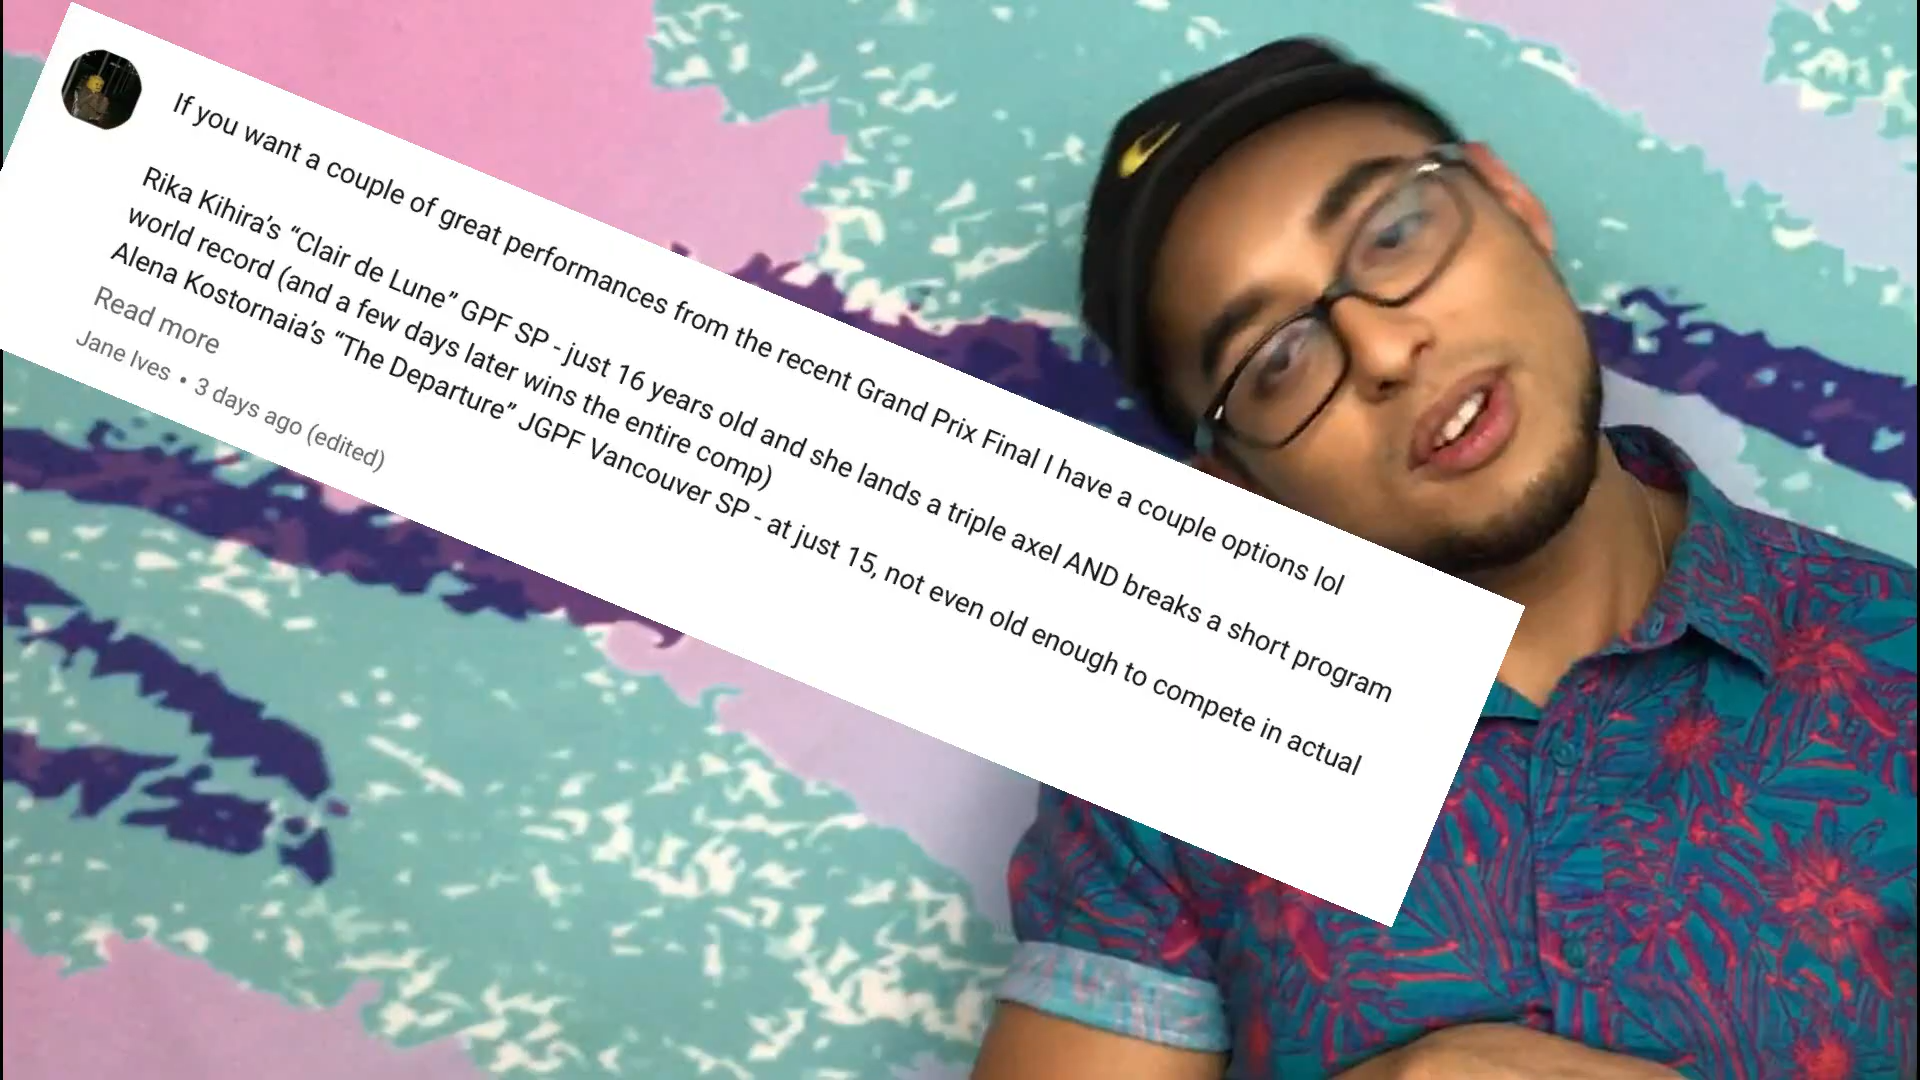 If you want a couple of great performances from the recent Grand Prix Final I have a couple options lol
Rika Kihira’s “Clair de Lune” GPF SP - just 16 years old and she lands a triple axel AND breaks a short program
world record (and a few days later wins the entire comp)
Alena Kostornaia’s “The Departure” JGPF Vancouver SP - at just 15, not even old enough to compete in actual
Read more
Jane Ives • 3 days ago (edited)